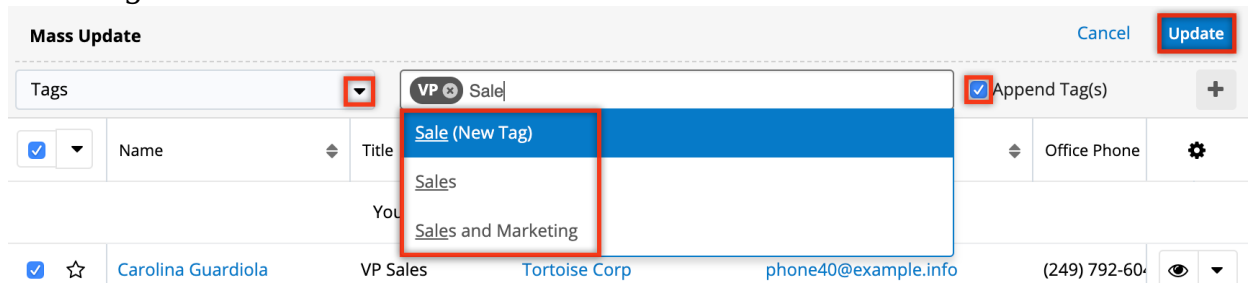 Mass Update Cancel Update
Tags VP Sale Append Tag(s)
Sale (New Tag)
Name Title Office Phone
Sales
You
Sales and Marketing
Carolina Guardiola VP Sales Tortoise Corp phone40@example.info (249) 792-60